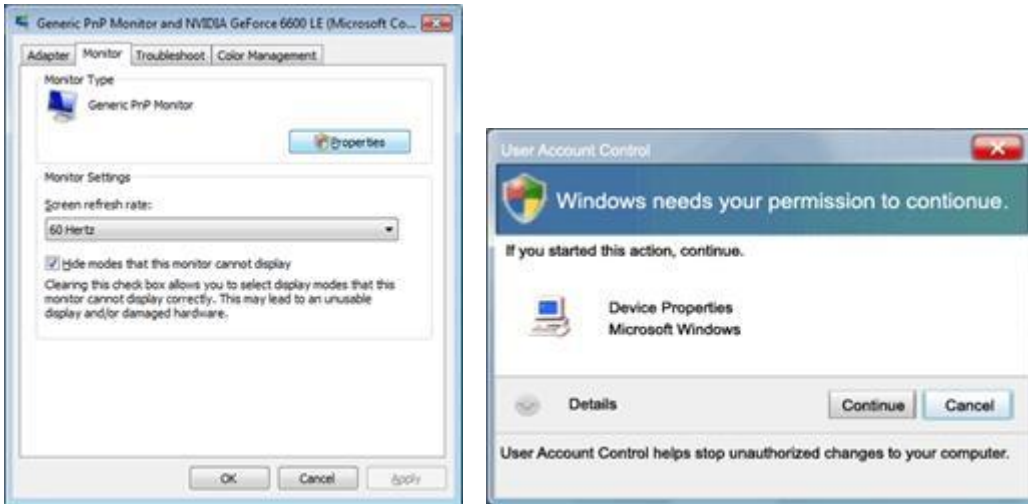 Generic PnP Monitor and NVIDIA GeForce 6600 LE (Microsoft Co...
Adapter Monitor Troubleshoot Color Management
Monitor Type
Generic PnP Monitor
Properties
Monitor Settings
Screen refresh rate:
60 Hertz
Hide modes that this monitor cannot display
Clearing this check box allows you to select display modes that this
monitor cannot display correctly. This may lead to an unusable
display and/or damaged hardware.
OK Cancel Apply
User Account Control
Windows needs your permission to contionue.
If you started this action, continue.
Device Properties
Microsoft Windows
Details Continue Cancel
User Account Control helps stop unauthorized changes to your computer.